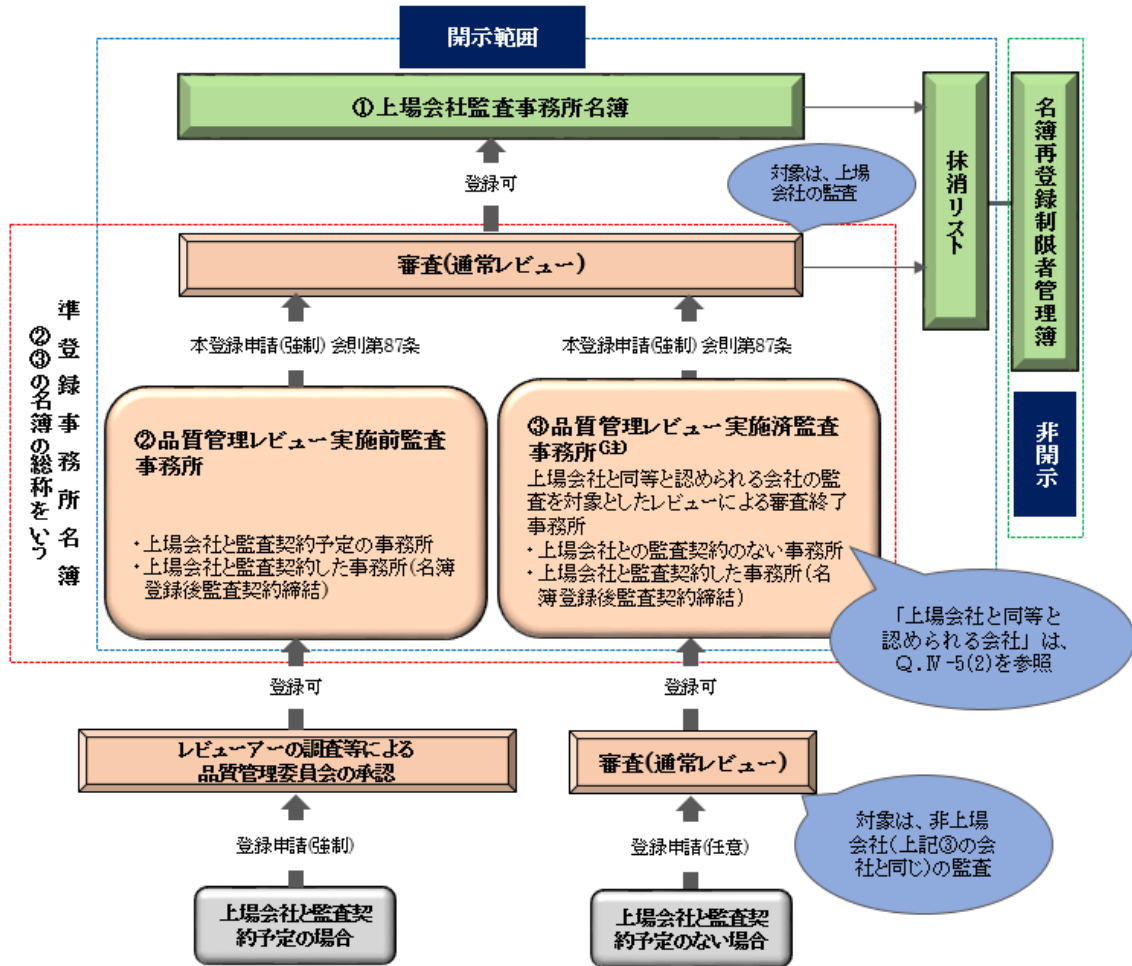 開示範囲
①上場会社監査事務所名簿
登録可
対象は、上場
会社の監査
審査(通常レビュー)
抹消リスト
名簿再登録制限者管理簿
非開示
準登録事務所名簿
②③の名簿の総称をいう
本登録申請(強制) 会則第87条
本登録申請(強制) 会則第87条
②品質管理レビュー実施前監査
事務所
・上場会社と監査契約予定の事務所
・上場会社と監査契約した事務所(名簿
登録後監査契約締結)
③品質管理レビュー実施済監査
事務所(注)
上場会社と同等と認められる会社の監
査を対象としたレビューによる審査終了
事務所
・上場会社との監査契約のない事務所
・上場会社と監査契約した事務所(名
簿登録後監査契約締結)
「上場会社と同等と
認められる会社」は、
Q.Ⅳ-5(2)を参照
登録可
登録可
レビューアーの調査等による
品質管理委員会の承認
審査(通常レビュー)
対象は、非上場
会社(上記③の会
社と同じ)の監査
登録申請(強制)
登録申請(任意)
上場会社と監査契
約予定の場合
上場会社と監査契
約予定のない場合